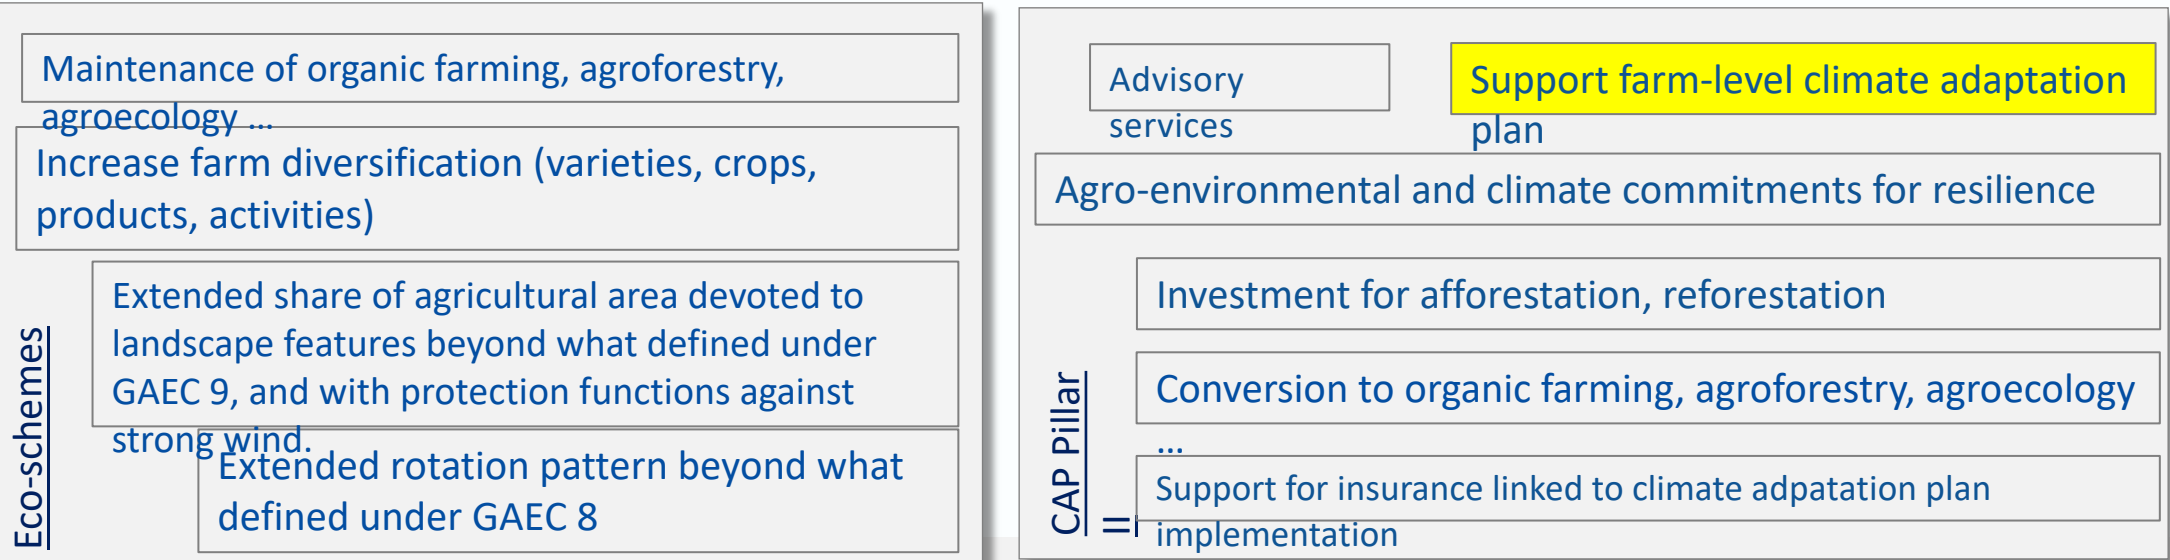 Maintenance of organic farming, agroforestry,
agroecology ...
Increase farm diversification (varieties, crops,
products, activities)
Extended share of agricultural area devoted to
landscape features beyond what defined under
GAEC 9, and with protection functions against
strong wind.
Extended rotation pattern beyond what
defined under GAEC 8
Eco-schemes
Advisory
services
Support farm-level climate adaptation
plan
Agro-environmental and climate commitments for resilience
Investment for afforestation, reforestation
Conversion to organic farming, agroforestry, agroecology
...
Support for insurance linked to climate adpatation plan
implementation
CAP Pillar
II